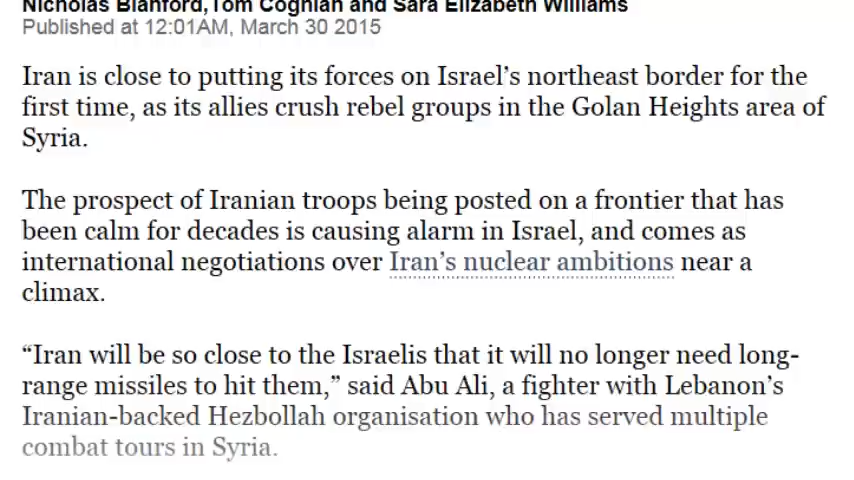 Nicholas Blanford,Tom Coghlan and Sara Elizabeth Williams
Published at 12:01AM, March 30 2015
Iran is close to putting its forces on Israel’s northeast border for the
first time, as its allies crush rebel groups in the Golan Heights area of
Syria.
The prospect of Iranian troops being posted on a frontier that has
been calm for decades is causing alarm in Israel, and comes as
international negotiations over Iran’s nuclear ambitions near a
climax.
“Iran will be so close to the Israelis that it will no longer need long-
range missiles to hit them,” said Abu Ali, a fighter with Lebanon’s
Iranian-backed Hezbollah organisation who has served multiple
combat tours in Syria.